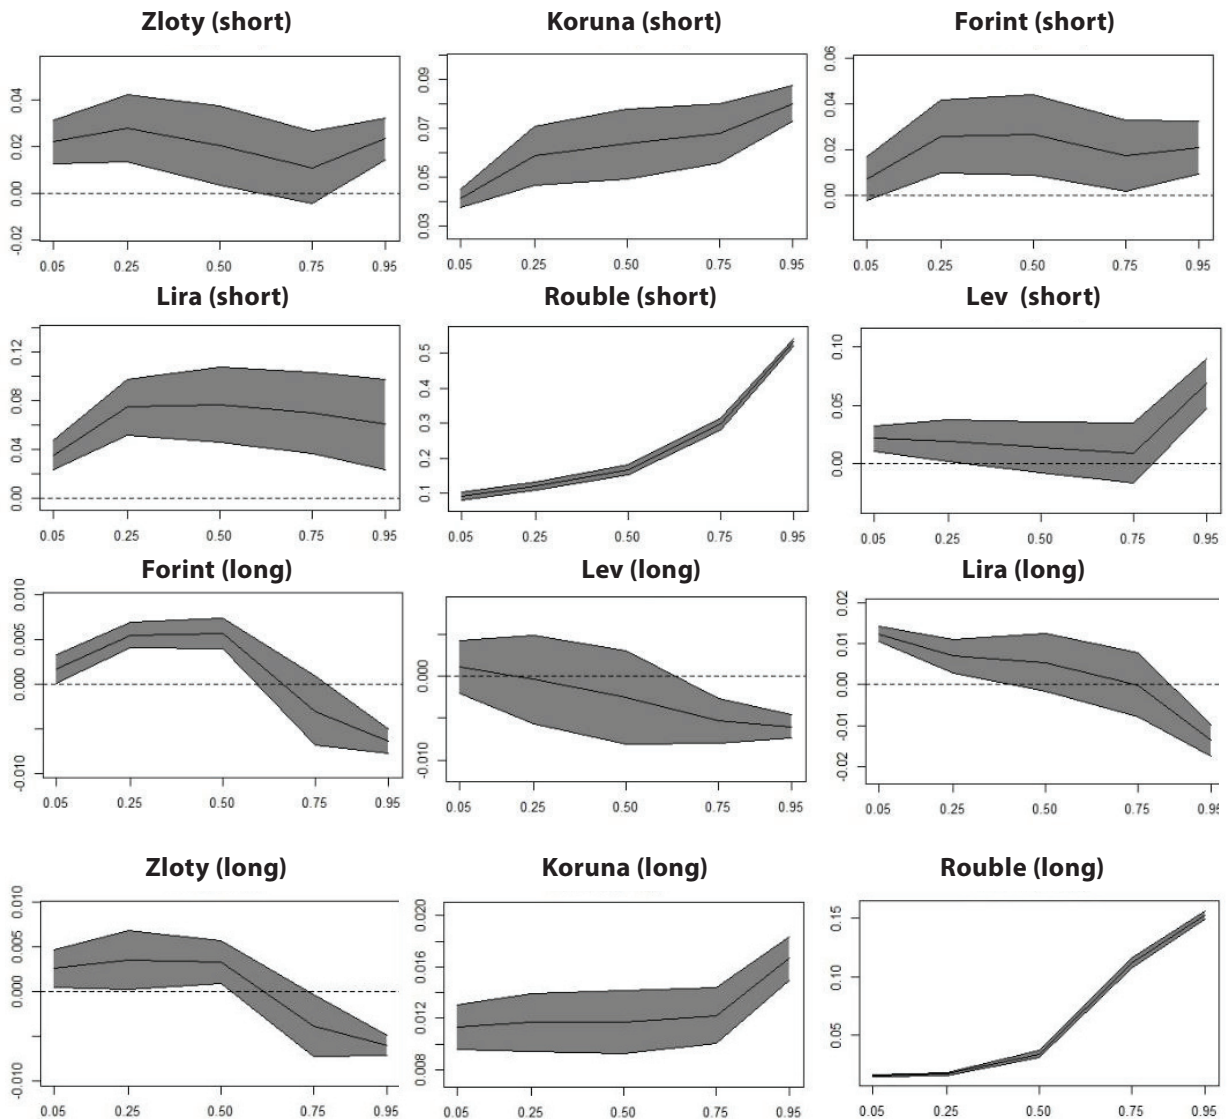 Zloty (short) Koruna (short) Forint (short)
0.04 0.02 0.00 -0.02
0.05 0.25 0.50 0.75 0.95
0.09 0.07 0.05 0.03
0.05 0.25 0.50 0.75 0.95
0.06 0.04 0.02 0.00
0.05 0.25 0.50 0.75 0.95
Lira (short) Rouble (short) Lev (short)
0.12 0.08 0.04 0.00
0.05 0.25 0.50 0.75 0.95
0.5 0.4 0.3 0.2 0.1
0.05 0.25 0.50 0.75 0.95
0.10 0.05 0.00
0.05 0.25 0.50 0.75 0.95
Forint (long) Lev (long) Lira (long)
0.010 0.005 0.000 -0.010
0.05 0.25 0.50 0.75 0.95
0.000 -0.010
0.05 0.25 0.50 0.75 0.95
0.02 0.01 0.00 -0.01 -0.02
0.05 0.25 0.50 0.75 0.95
Zloty (long) Koruna (long) Rouble (long)
0.010 0.005 0.000 -0.010
0.05 0.25 0.50 0.75 0.95
0.020 0.016 0.012 0.008
0.05 0.25 0.50 0.75 0.95
0.15 0.10 0.05
0.05 0.25 0.50 0.75 0.95